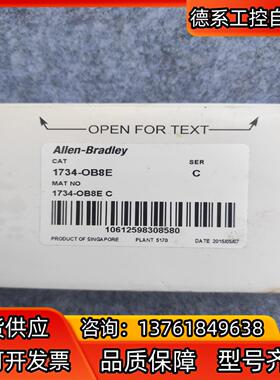 德系工控自
OPEN FOR TEXT
Allen-Bradley
CAT
SER
1734-OB8E
C
MAT NO
1734-OB8E C
10612598308580
PRODUCT OF SINGAPORE
PLANT 5170
DATE 2015/05/07
货供应
咨询：13761849638
可开发票
品质保障
型号齐